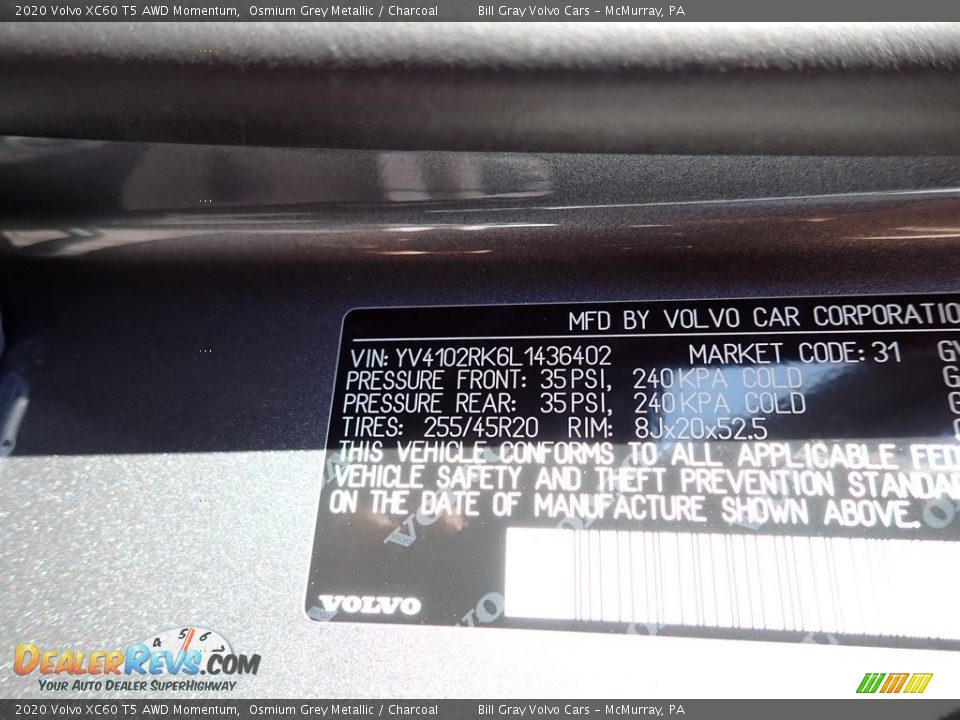 2020 Volvo XC60 T5 AWD Momentum, Osmium Grey Metallic / Charcoal Bill Gray Volvo Cars – McMurray, PA
MFD BY VOLVO CAR CORPORATIO
VIN: YV4102RK6L1436402 MARKET CODE: 31 GV
PRESSURE FRONT: 35 PSI, 240 KPA COLD G
PRESSURE REAR: 35 PSI, 240 KPA COLD G
TIRES: 255/45R20 RIM: 8Jx20x52.5
THIS VEHICLE CONFORMS TO ALL APPLICABLE FED
VEHICLE SAFETY AND THEFT PREVENTION STANDAR
ON THE DATE OF MANUFACTURE SHOWN ABOVE.
VOLVO
4 5 6
DealerRevs.com
Your Auto Dealer SuperHighway
2020 Volvo XC60 T5 AWD Momentum, Osmium Grey Metallic / Charcoal Bill Gray Volvo Cars – McMurray, PA